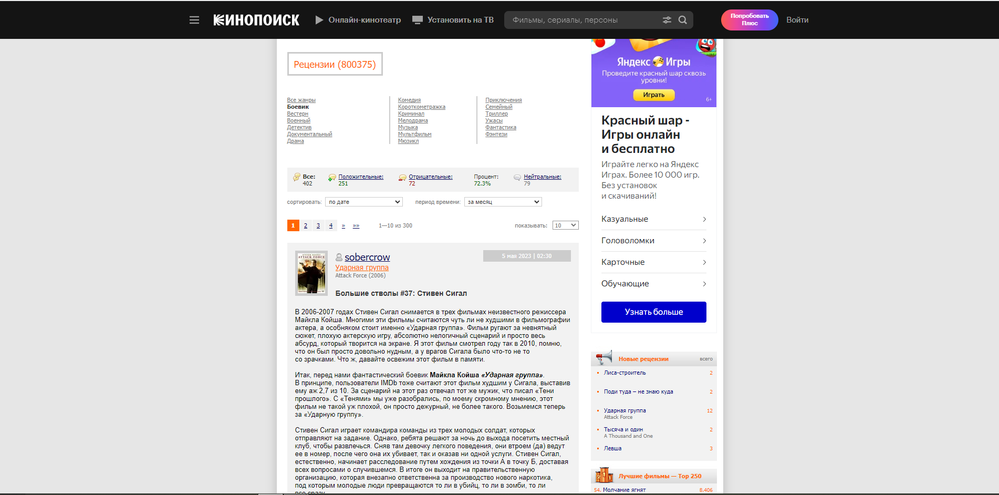 КИНОПОИСК
Онлайн-кинотеатр
Установить на ТВ
Фильмы, сериалы, персоны
Попробовать
Плюс
Войти
Рецензии (800375)
Все жанры
Боевик
Вестерн
Военный
Детектив
Документальный
Драма
Комедия
Короткометражка
Криминал
Мелодрама
Музыка
Мультфильм
Мюзикл
Приключения
Семейный
Триллер
Ужасы
Фантастика
Фэнтези
Все:
402
Положительные:
251
Отрицательные:
72
Процент:
72.3%
Нейтральные:
79
сортировать: по дате период времени: за месяц
1 2 3 4 » »» 1—10 из 300 показывать: 10
STEVEN SEAGAL
ATTACK FORCE
sobercrow
5 мая 2023 | 02:30
Ударная группа
Attack Force (2006)
Большие стволы #37: Стивен Сигал
В 2006-2007 годах Стивен Сигал снимается в трех фильмах неизвестного режиссера
Майкла Койша. Многими эти фильмы считаются чуть ли не худшими в фильмографии
актера, а особняком стоит именно «Ударная группа». Фильм ругают за невнятный
сюжет, плохую актерскую игру, абсолютно нелогичный сценарий и просто весь
абсурд, который творится на экране. Я этот фильм смотрел году так в 2010, помню,
что он был просто довольно нудным, а у врагов Сигала было что-то не то
со зрачками. Что ж, давайте освежим этот фильм в памяти.
Итак, перед нами фантастический боевик Майкла Койша «Ударная группа».
В принципе, пользователи IMDb тоже считают этот фильм худшим у Сигала, выставив
ему аж 2,7 из 10. За сценарий на этот раз отвечал тот же мужик, что писал «Тени
прошлого». С «Тенями» мы уже разобрались, по моему скромному мнению, этот
фильм не такой уж плохой, он просто дежурный, не более такого. Возьмемся теперь
за «Ударную группу».
Стивен Сигал играет командира команды из трех молодых солдат, которых
отправляют на задание. Однако, ребята решают за ночь до выхода посетить местный
клуб, чтобы развлечься. Сняв там девочку легкого поведения, они втроем (да) ведут
ее в номер, после чего она их убивает, так и оказав ни одной услуги. Стивен Сигал,
естественно, начинает расследование путем хождения из точки А в точку Б, доставая
всех вопросами о случившемся. В итоге он выходит на правительственную
организацию, которая внезапно ответственна за производство нового наркотика,
под которым молодые люди превращаются то ли в убийц, то ли в зомби, то ли
все сразу.
Яндекс Игры
Проведите красный шар сквозь
уровни!
Играть
6+
Красный шар -
Игры онлайн
и бесплатно
Играйте легко на Яндекс
Играх. Более 10 000 игр.
Без установок
и скачиваний!
Казуальные
Головоломки
Карточные
Обучающие
Узнать больше
Новые рецензии всего
Лиса-строитель 2
Поди туда – не знаю куда 2
Ударная группа 12
Attack Force
Тысяча и один 2
A Thousand and One
Левша 3
Лучшие фильмы — Top 250
54. Молчание ягнят 8.406